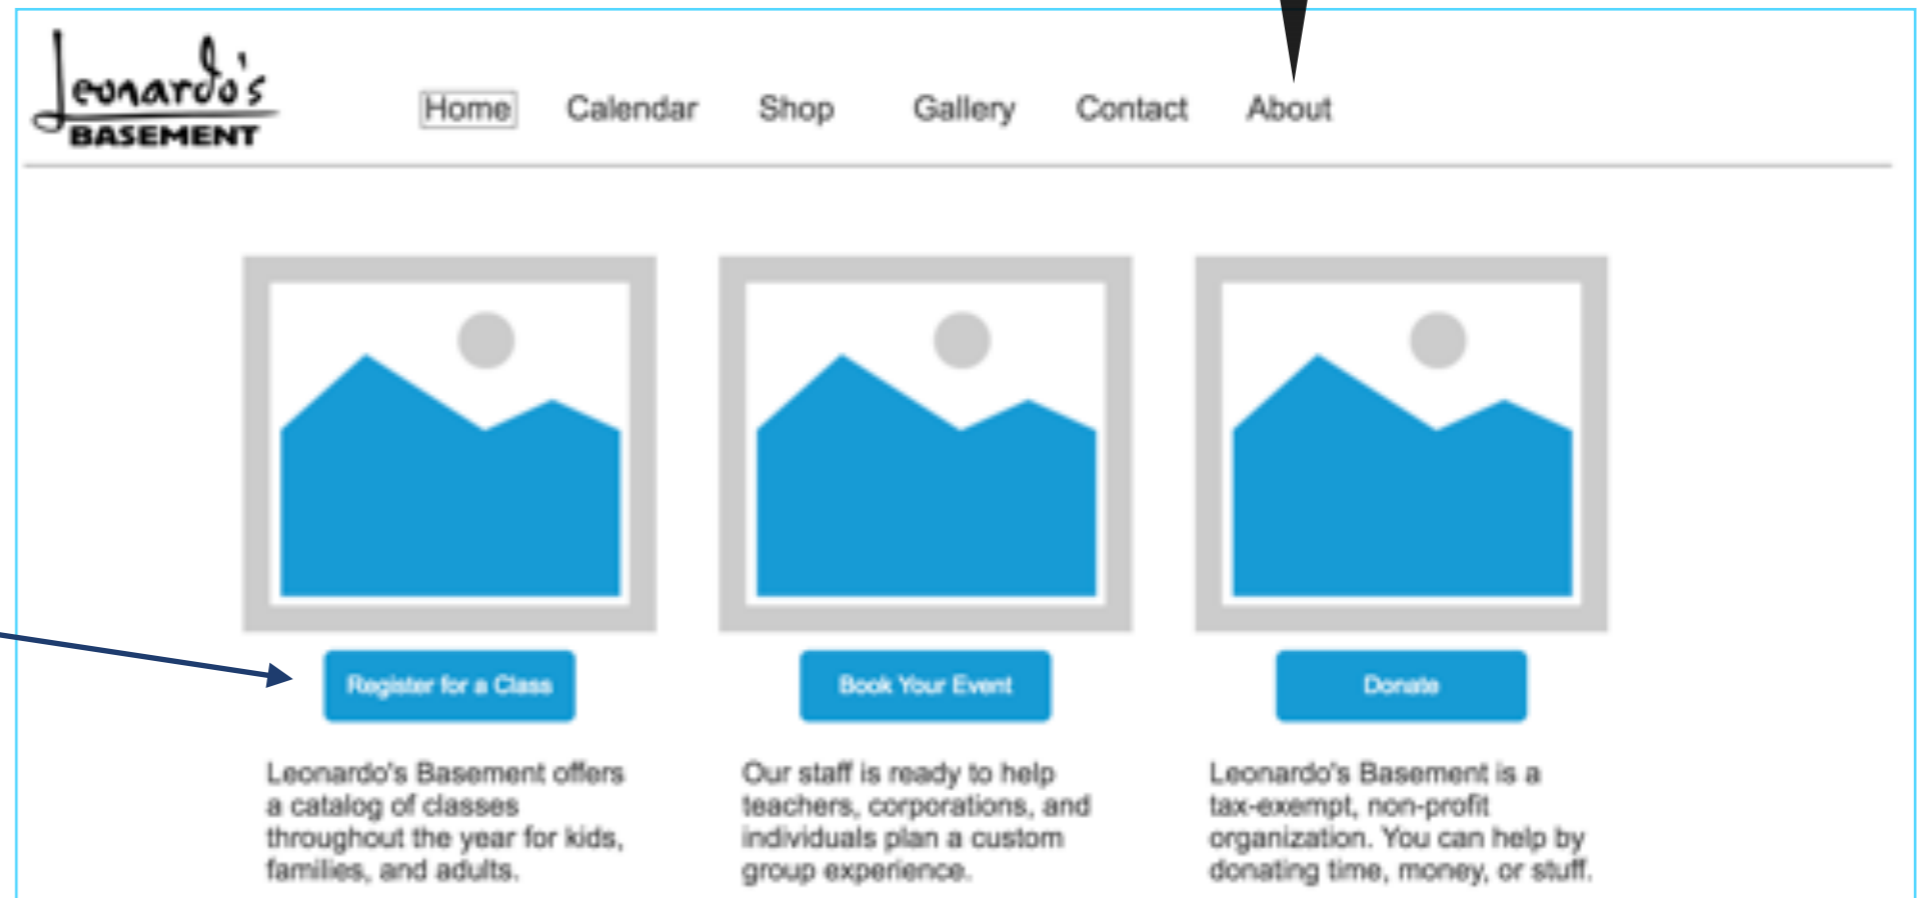 Leonardo's
BASEMENT
Home Calendar Shop Gallery Contact About
Register for a Class Book Your Event Donate
Leonardo's Basement offers
a catalog of classes
throughout the year for kids,
families, and adults.
Our staff is ready to help
teachers, corporations, and
individuals plan a custom
group experience.
Leonardo's Basement is a
tax-exempt, non-profit
organization. You can help by
donating time, money, or stuff.